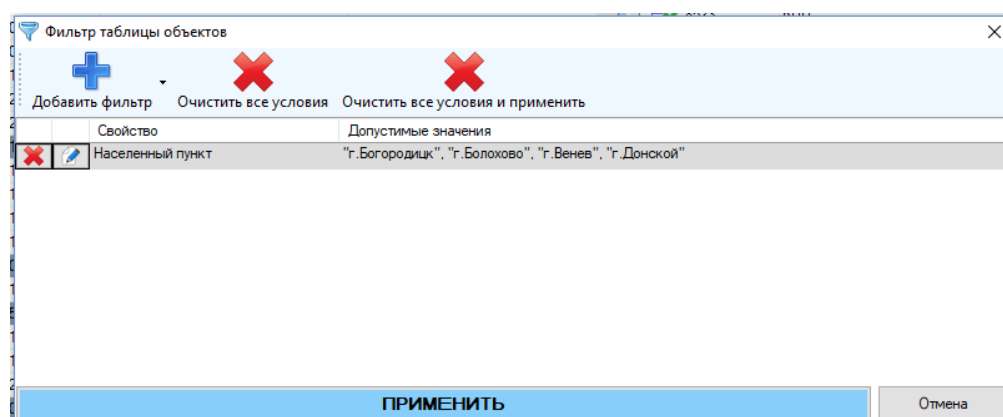 Фильтр таблицы объектов
Добавить фильтр Очистить все условия Очистить все условия и применить
Свойство Допустимые значения
Населенный пункт "г.Богородицк", "г.Болохово", "г.Венев", "г.Донской"
ПРИМЕНИТЬ Отмена